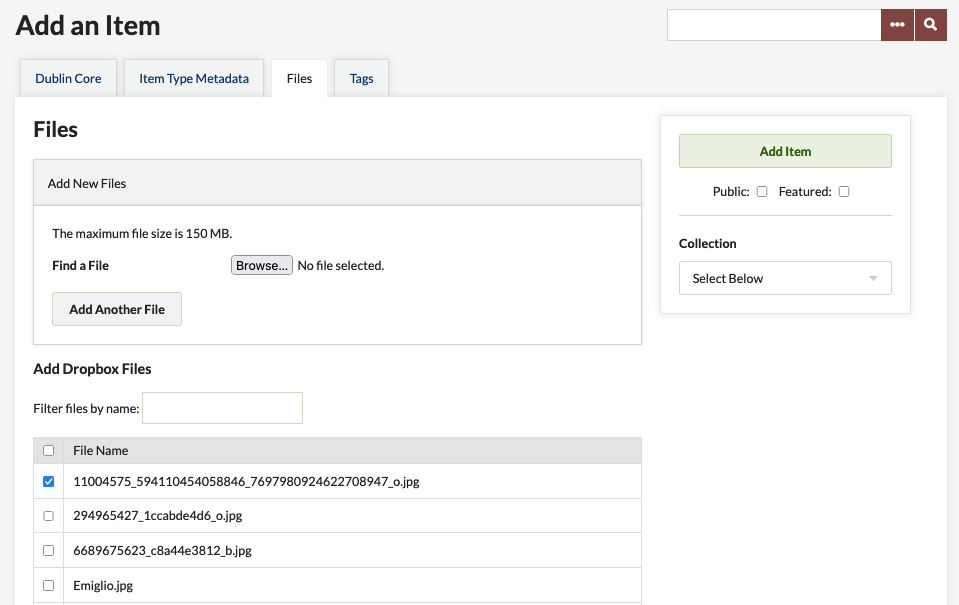 Add an Item
Dublin Core
Item Type Metadata
Files
Tags
Files
Add New Files
The maximum file size is 150 MB.
Find a File Browse... No file selected.
Add Another File
Add Dropbox Files
Filter files by name:
File Name
11004575_594110454058846_7697980924622708947_o.jpg
294965427_1ccabde4d6_o.jpg
6689675623_c8a44e3812_b.jpg
Emiglio.jpg
Add Item
Public: Featured:
Collection
Select Below